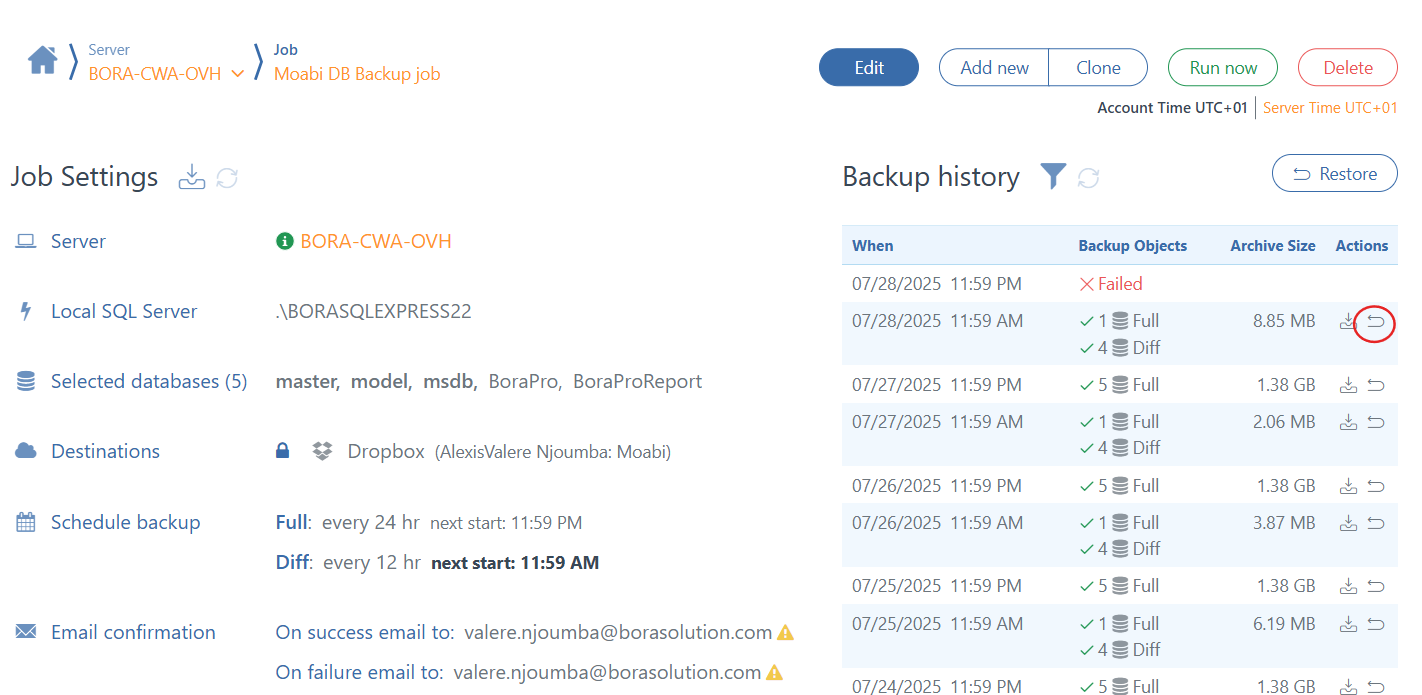 Server
BORA-CWA-OVH
Job
Moabi DB Backup job
Edit
Add new
Clone
Run now
Delete
Account Time UTC+01 Server Time UTC+01
Job Settings
Server BORA-CWA-OVH
Local SQL Server .\BORASQLEXPRESS22
Selected databases (5) master, model, msdb, BoraPro, BoraProReport
Destinations Dropbox (AlexisValere Njoumba: Moabi)
Schedule backup Full: every 24 hr next start: 11:59 PM
Diff: every 12 hr next start: 11:59 AM
Email confirmation On success email to: valere.njoumba@borasolution.com
On failure email to: valere.njoumba@borasolution.com
Backup history
Restore
When Backup Objects Archive Size Actions
07/28/2025 11:59 PM Failed
07/28/2025 11:59 AM 1 Full 8.85 MB
4 Diff
07/27/2025 11:59 PM 5 Full 1.38 GB
07/27/2025 11:59 AM 1 Full 2.06 MB
4 Diff
07/26/2025 11:59 PM 5 Full 1.38 GB
07/26/2025 11:59 AM 1 Full 3.87 MB
4 Diff
07/25/2025 11:59 PM 5 Full 1.38 GB
07/25/2025 11:59 AM 1 Full 6.19 MB
4 Diff
07/24/2025 11:59 PM 5 Full 1.38 GB